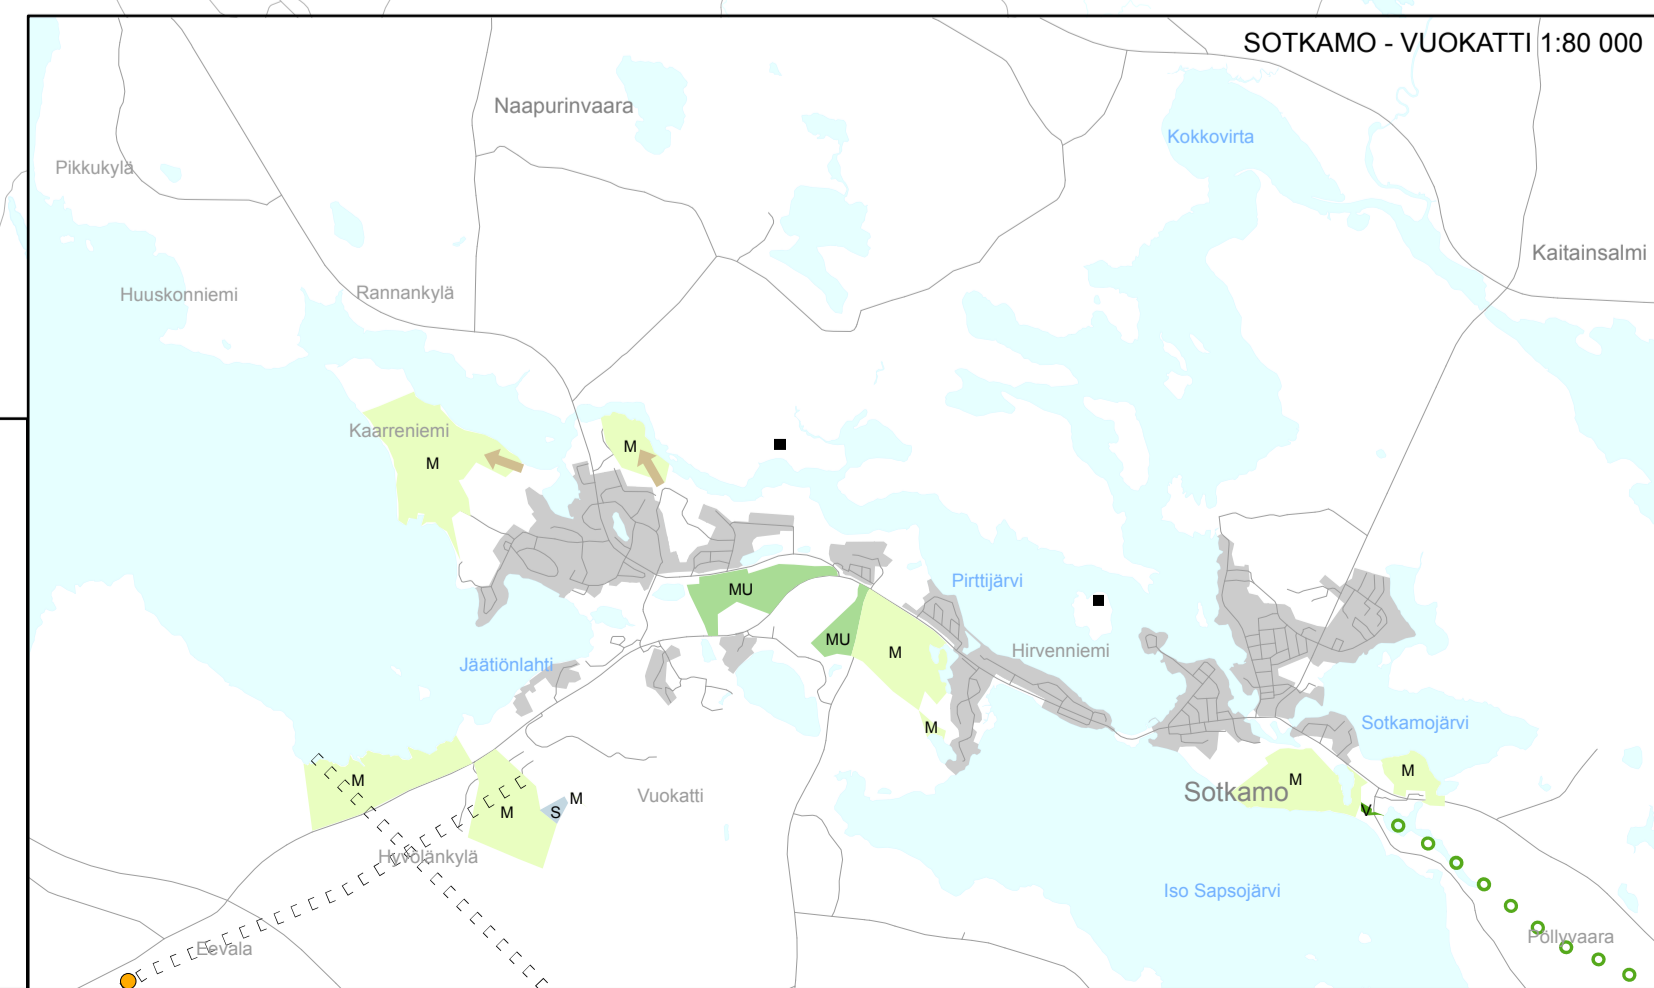 SOTKAMO - VUOKATTI 1:80 000
Naapurinvaara
Kokkovirta
Pikkukylä
Kaitainsalmi
Huuskonniemi
Rannankylä
Kaarreniemi
M
M
Pirttijärvi
MU
MU
M
Hirvenniemi
Jäätiönlahti
Sotkamojärvi
M
M
M
M
Sotkamo
M
S
M
Vuokatti
V
Hyvölänkylä
Iso Sapsojärvi
Pöllyvaara
Eevala